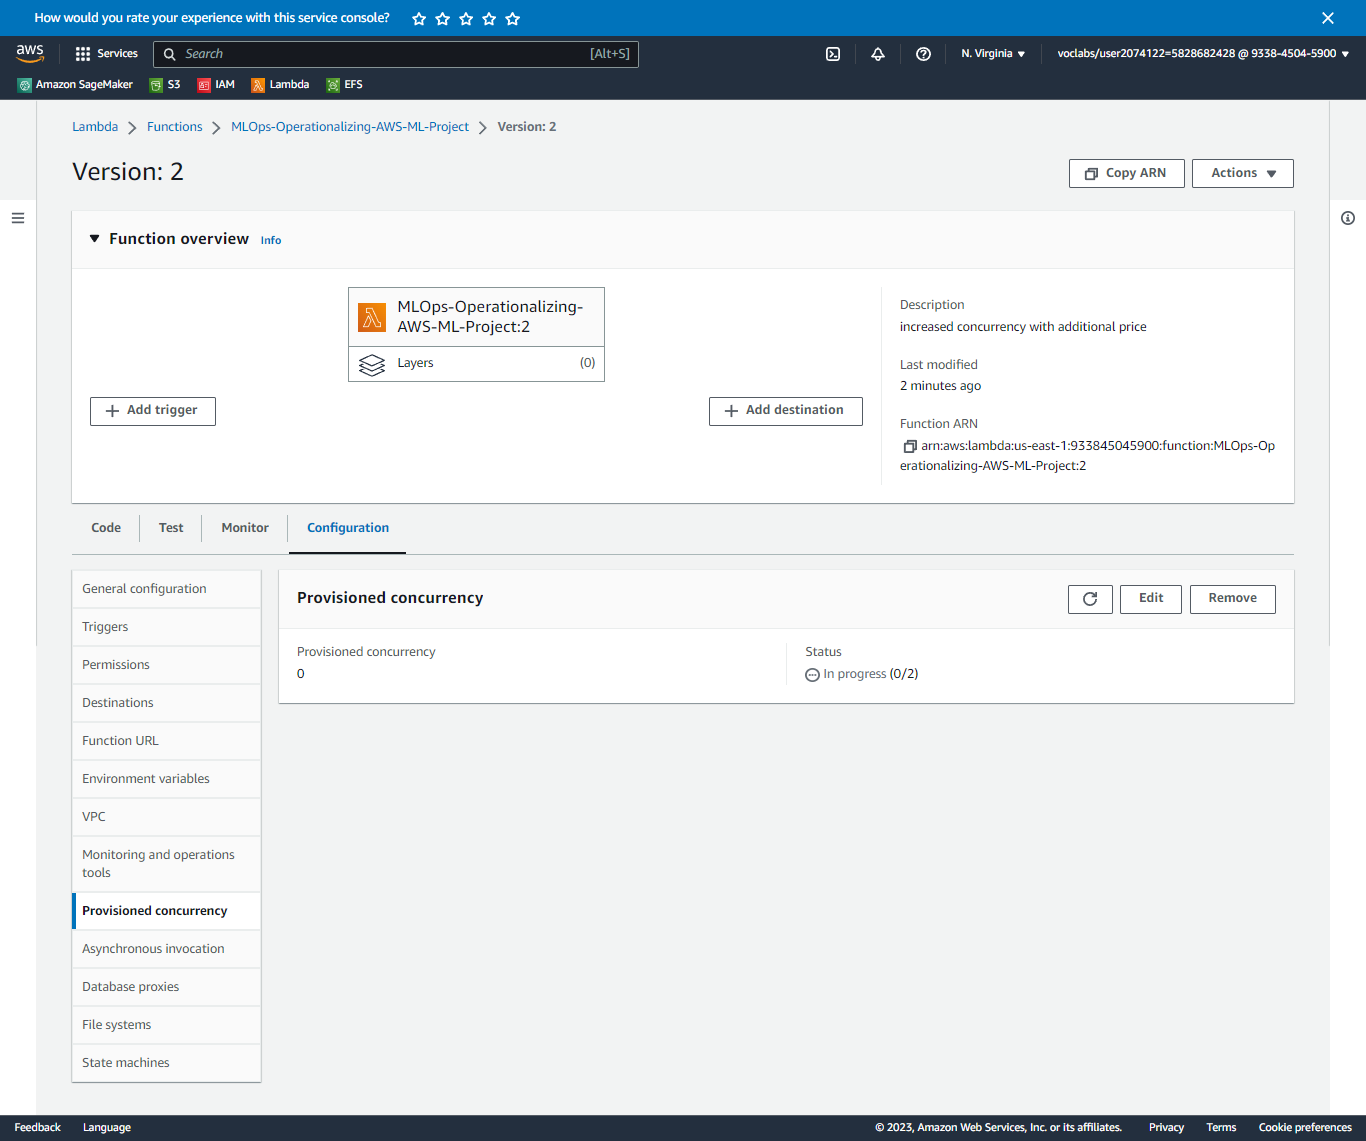 How would you rate your experience with this service console?
aws
Services
Search
[Alt+S]
N. Virginia
voclabs/user2074122=5828682428 @ 9338-4504-5900
Amazon SageMaker
S3
IAM
Lambda
EFS
Lambda
Functions
MLOps-Operationalizing-AWS-ML-Project
Version: 2
Version: 2
Copy ARN
Actions
Function overview
Info
MLOps-Operationalizing-
AWS-ML-Project:2
Layers
(0)
Add trigger
Add destination
Description
increased concurrency with additional price
Last modified
2 minutes ago
Function ARN
arn:aws:lambda:us-east-1:933845045900:function:MLOps-Op
erationalizing-AWS-ML-Project:2
Code
Test
Monitor
Configuration
General configuration
Triggers
Permissions
Destinations
Function URL
Environment variables
VPC
Monitoring and operations
tools
Provisioned concurrency
Asynchronous invocation
Database proxies
File systems
State machines
Provisioned concurrency
Edit
Remove
Provisioned concurrency
0
Status
In progress (0/2)
Feedback
Language
© 2023, Amazon Web Services, Inc. or its affiliates.
Privacy
Terms
Cookie preferences